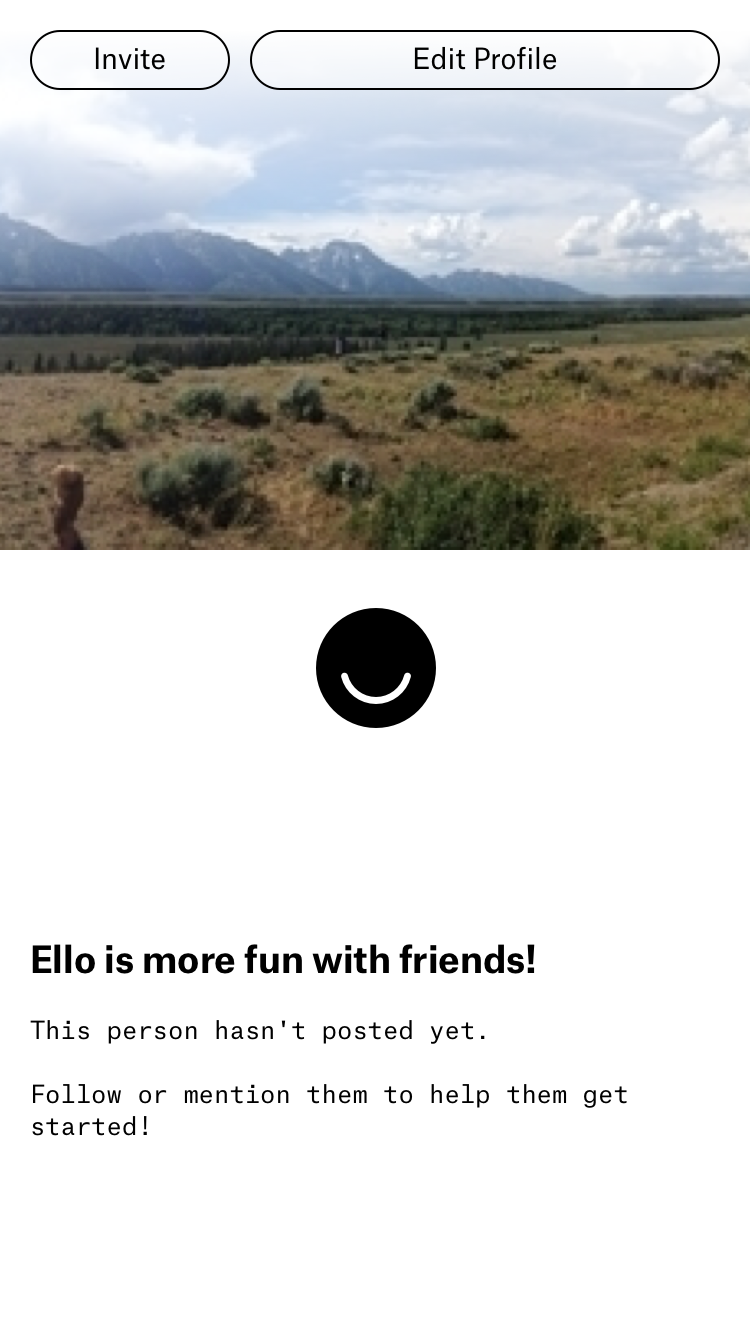 Invite
Edit Profile
Ello is more fun with friends!
This person hasn't posted yet.
Follow or mention them to help them get
started!